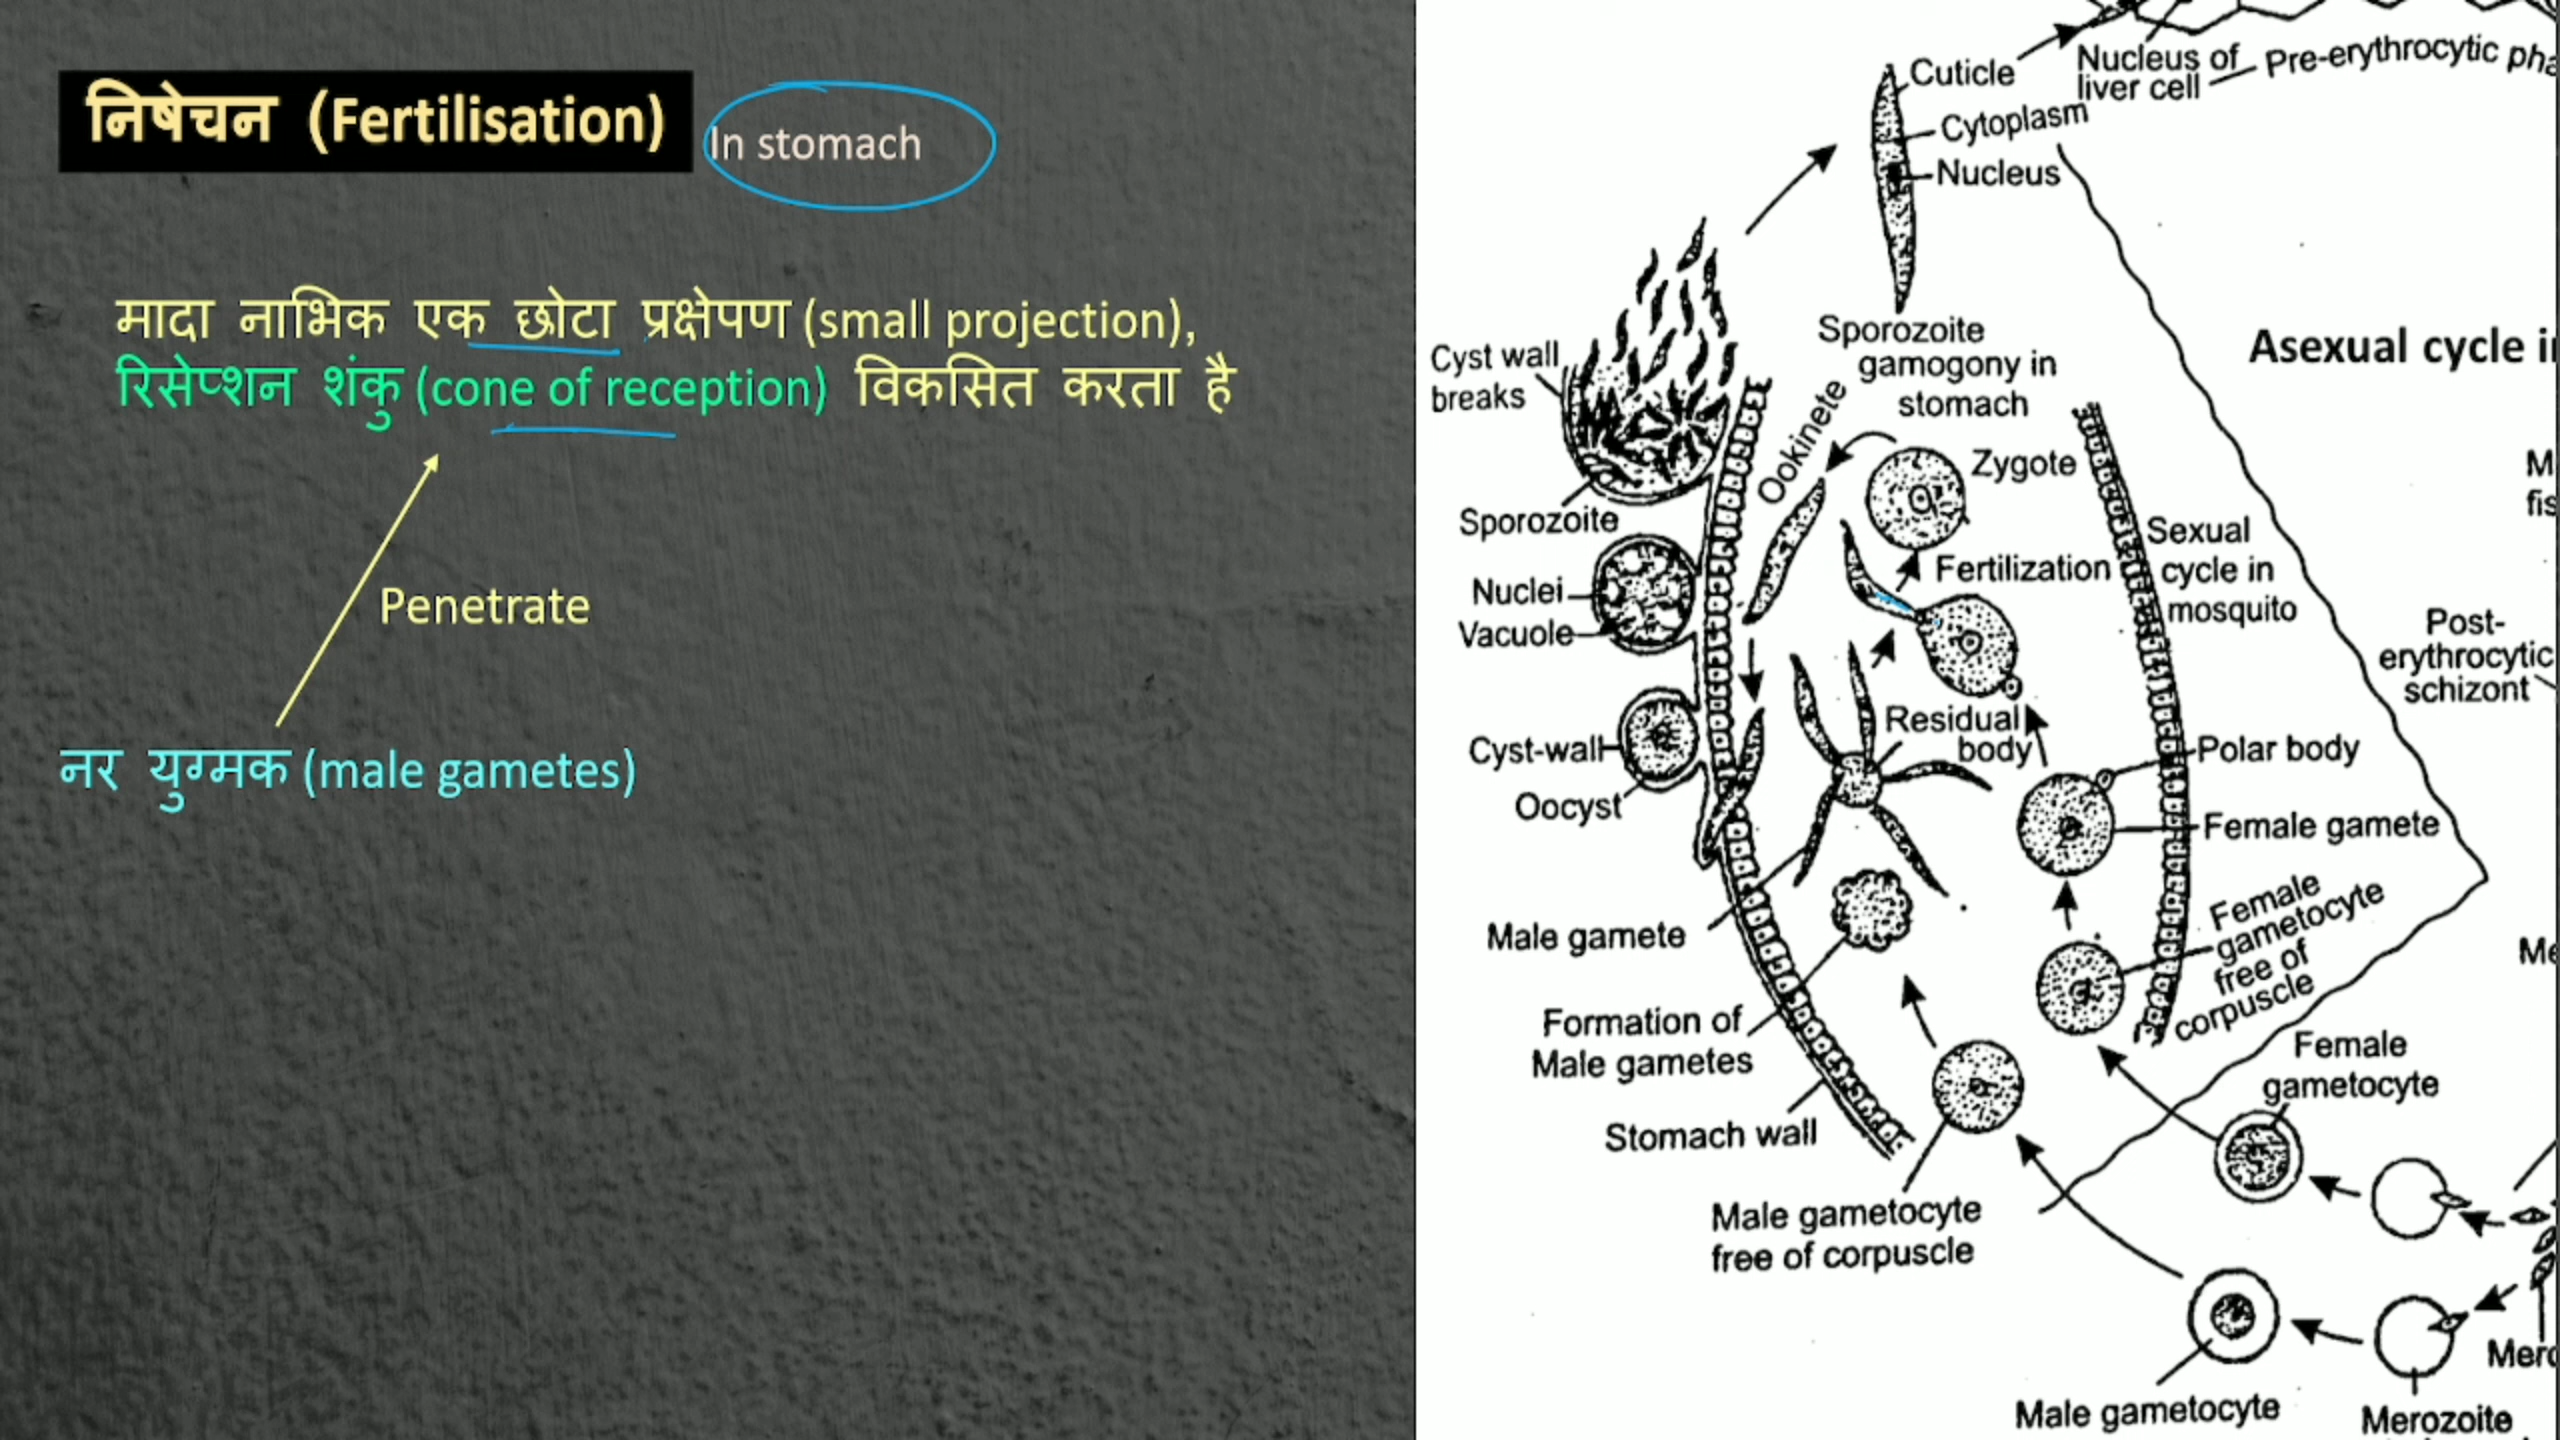 निषेचन (Fertilisation)
In stomach
मादा नाभिक एक छोटा प्रक्षेपण (small projection),
रिसेप्शन शंकु (cone of reception) विकसित करता है
Penetrate
नर युग्मक (male gametes)
Cuticle
Nucleus of
liver cell
Pre-erythrocytic
Cytoplasm
Nucleus
Sporozoite
gamogony in
stomach
Asexual cycle
Cyst wall
breaks
Ookinete
Zygote
Sporozoite
Sexual
cycle in
mosquito
Fertilization
Nuclei
Vacuole
Post-
erythrocytic
schizont
Residual
body
Cyst-wall
Polar body
Oocyst
Female gamete
Male gamete
Female
gametocyte
free of
corpuscle
Formation of
Male gametes
Female
gametocyte
Stomach wall
Male gametocyte
free of corpuscle
Male gametocyte
Merozoite